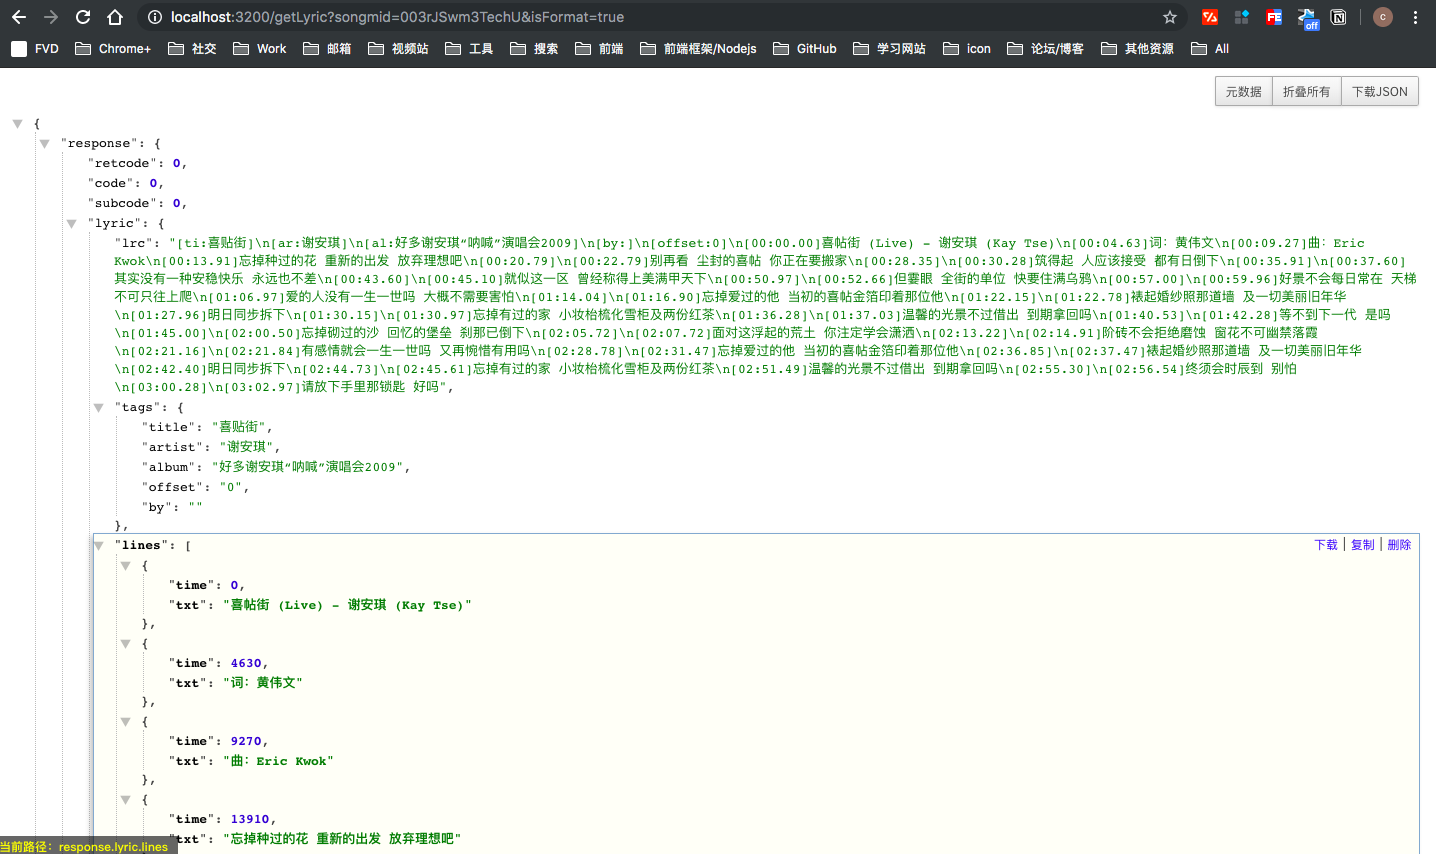 localhost:3200/getLyric?songmid=003rJSwm3TechU&isFormat=true
FE
off
C
FVD Chrome+ 社交 Work 邮箱 视频站 工具 搜索 前端 前端框架/Nodejs GitHub 学习网站 icon 论坛/博客 其他资源 All
元数据 折叠所有 下载JSON
{
"response": {
"retcode": 0,
"code": 0,
"subcode": 0,
"lyric": {
"lrc": "[ti:喜贴街]\n[ar:谢安琪]\n[al:好多谢安琪“呐喊”演唱会2009]\n[by:]\n[offset:0]\n[00:00.00]喜帖街 (Live) - 谢安琪 (Kay Tse)\n[00:04.63]词：黄伟文\n[00:09.27]曲：Eric
Kwok\n[00:13.91]忘掉种过的花 重新的出发 放弃理想吧\n[00:20.79]\n[00:22.79]别再看 尘封的喜帖 你正在要搬家\n[00:28.35]\n[00:30.28]筑得起 人应该接受 都有日倒下\n[00:35.91]\n[00:37.60]
其实没有一种安稳快乐 永远也不差\n[00:43.60]\n[00:45.10]就似这一区 曾经称得上美满甲天下\n[00:50.97]\n[00:52.66]但霎眼 全街的单位 快要住满乌鸦\n[00:57.00]\n[00:59.96]好景不会每日常在 天梯
不可只往上爬\n[01:06.97]爱的人没有一生一世吗 大概不需要害怕\n[01:14.04]\n[01:16.90]忘掉爱过的他 当初的喜帖金箔印着那位他\n[01:22.15]\n[01:22.78]裱起婚纱照那道墙 及一切美丽旧年华
\n[01:27.96]明日同步拆下\n[01:30.15]\n[01:30.97]忘掉有过的家 小妆枱梳化雪柜及两份红茶\n[01:36.28]\n[01:37.03]温馨的光景不过借出 到期拿回吗\n[01:40.53]\n[01:42.28]等不到下一代 是吗
\n[01:45.00]\n[02:00.50]忘掉砌过的沙 回忆的堡垒 刹那已倒下\n[02:05.72]\n[02:07.72]面对这浮起的荒土 你注定学会潇洒\n[02:13.22]\n[02:14.91]阶砖不会拒绝磨蚀 窗花不可幽禁落霞
\n[02:21.16]\n[02:21.84]有感情就会一生一世吗 又再惋惜有用吗\n[02:28.78]\n[02:31.47]忘掉爱过的他 当初的喜帖金箔印着那位他\n[02:36.85]\n[02:37.47]裱起婚纱照那道墙 及一切美丽旧年华
\n[02:42.40]明日同步拆下\n[02:44.73]\n[02:45.61]忘掉有过的家 小妆枱梳化雪柜及两份红茶\n[02:51.49]温馨的光景不过借出 到期拿回吗\n[02:55.30]\n[02:56.54]终须会时辰到 别怕
\n[03:00.28]\n[03:02.97]请放下手里那锁匙 好吗",
"tags": {
"title": "喜贴街",
"artist": "谢安琪",
"album": "好多谢安琪“呐喊”演唱会2009",
"offset": "0",
"by": ""
},
"lines": [
下载 | 复制 | 删除
{
"time": 0,
"txt": "喜帖街 (Live) - 谢安琪 (Kay Tse)"
},
{
"time": 4630,
"txt": "词：黄伟文"
},
{
"time": 9270,
"txt": "曲：Eric Kwok"
},
{
"time": 13910,
"txt": "忘掉种过的花 重新的出发 放弃理想吧"
当前路径：response.lyric.lines